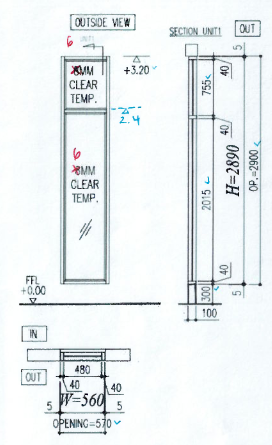 OUTSIDE VIEW
SECTION UNIT1
OUT
6
UNIT1
8MM
CLEAR
TEMP.
+3.20
2.4
6
8MM
CLEAR
TEMP.
FFL
+0.00
5
40
755
40
H=2890
OP.=2900
2015
40
300
5
100
IN
OUT
480
40
40
W=560
5
5
OPENING=570